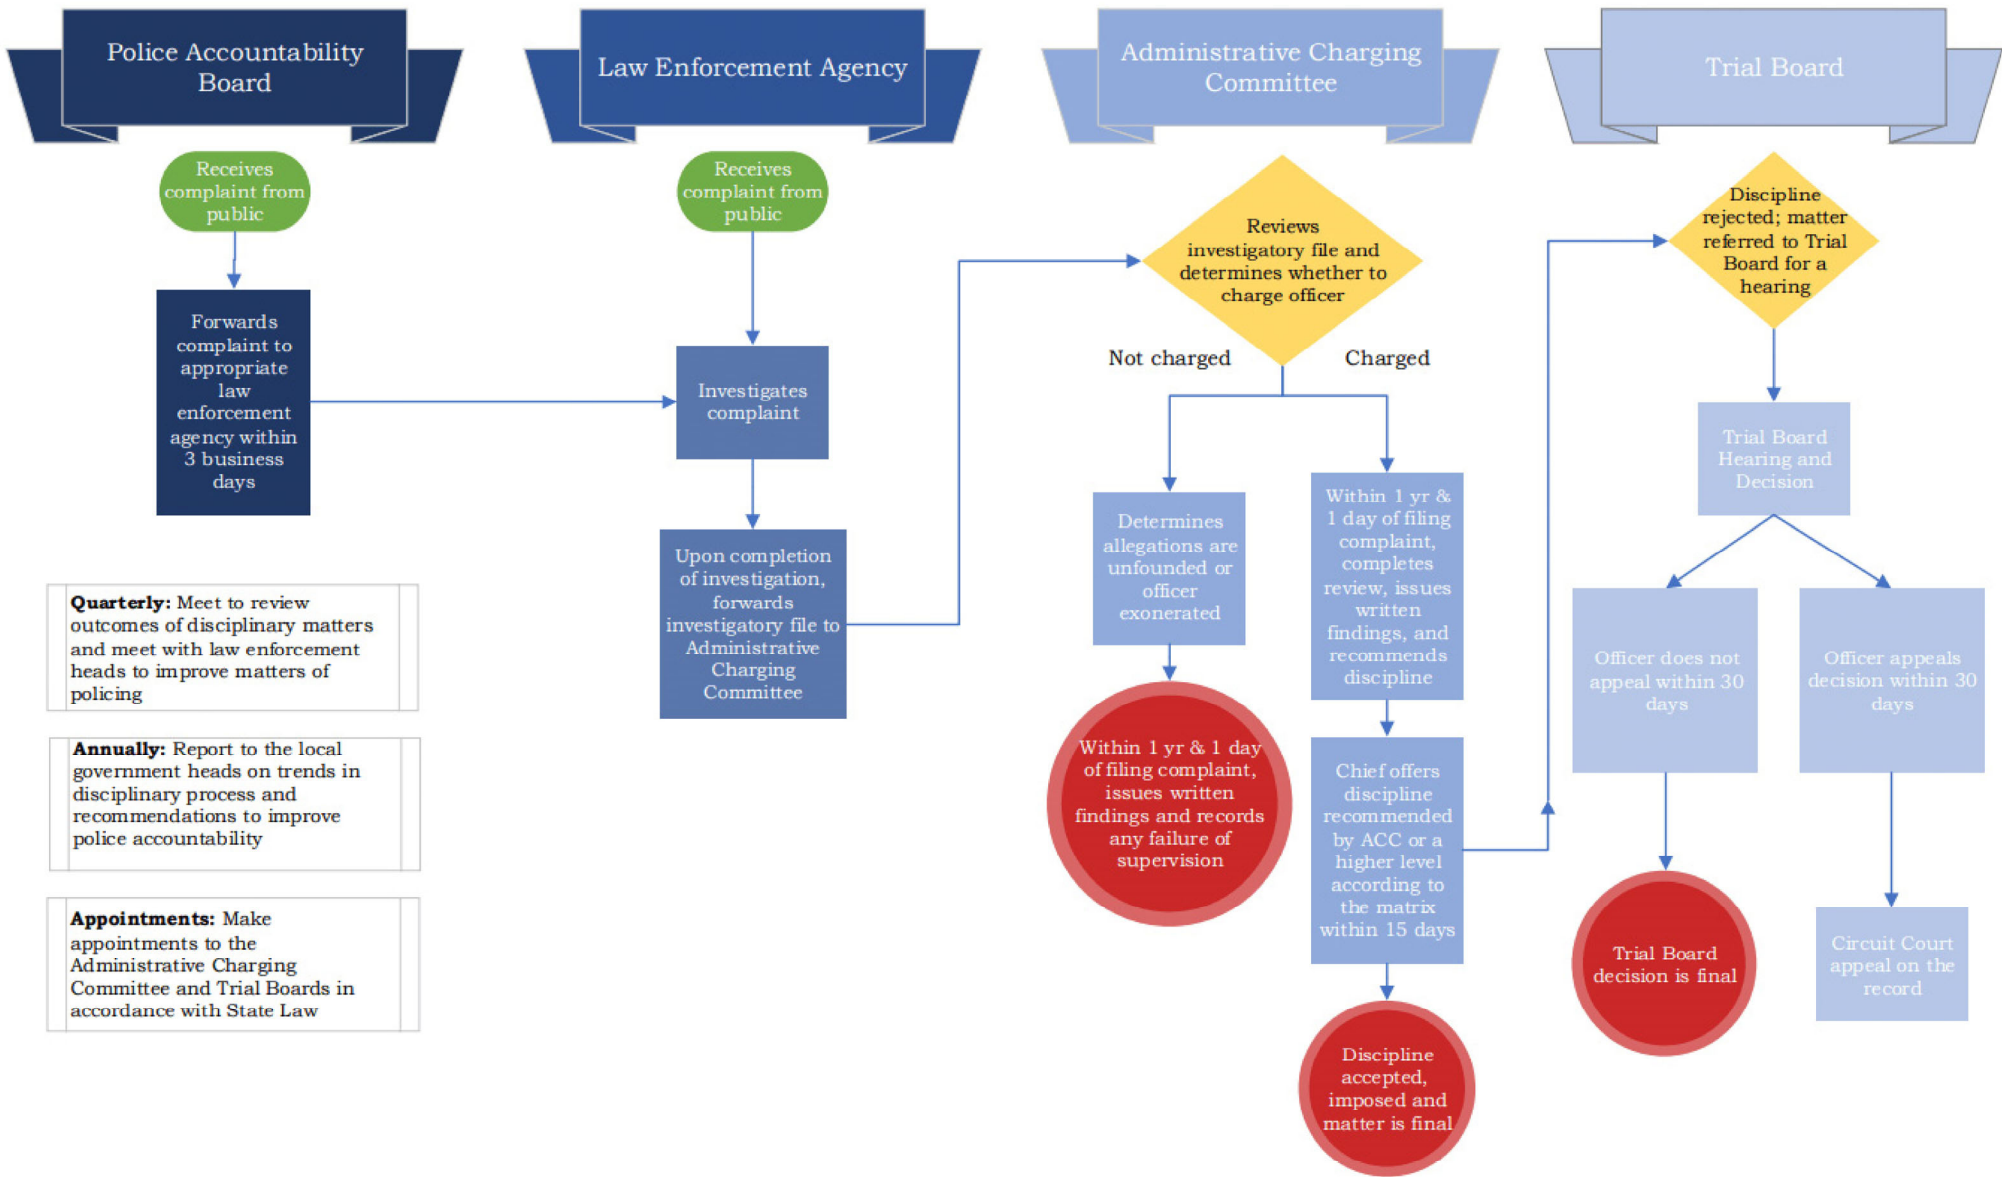 Police Accountability
Board
Receives
complaint from
public
Forwards
complaint to
appropriate
law
enforcement
agency within
3 business
days
Quarterly: Meet to review
outcomes of disciplinary matters
and meet with law enforcement
heads to improve matters of
policing
Annually: Report to the local
government heads on trends in
disciplinary process and
recommendations to improve
police accountability
Appointments: Make
appointments to the
Administrative Charging
Committee and Trial Boards in
accordance with State Law
Law Enforcement Agency
Receives
complaint from
public
Investigates
complaint
Upon completion
of investigation,
forwards
investigatory file to
Administrative
Charging
Committee
Administrative Charging
Committee
Reviews
investigatory file and
determines whether to
charge officer
Not charged
Charged
Determines
allegations are
unfounded or
officer
exonerated
Within 1 yr & 1 day
of filing complaint,
issues written
findings and records
any failure of
supervision
Within 1 yr &
1 day of filing
complaint,
completes
review, issues
written
findings, and
recommends
discipline
Chief offers
discipline
recommended
by ACC or a
higher level
according to
the matrix
within 15 days
Discipline
accepted,
imposed and
matter is final
Trial Board
Discipline
rejected; matter
referred to Trial
Board for a
hearing
Trial Board
Hearing and
Decision
Officer does not
appeal within 30
days
Trial Board
decision is final
Officer appeals
decision within 30
days
Circuit Court
appeal on the
record